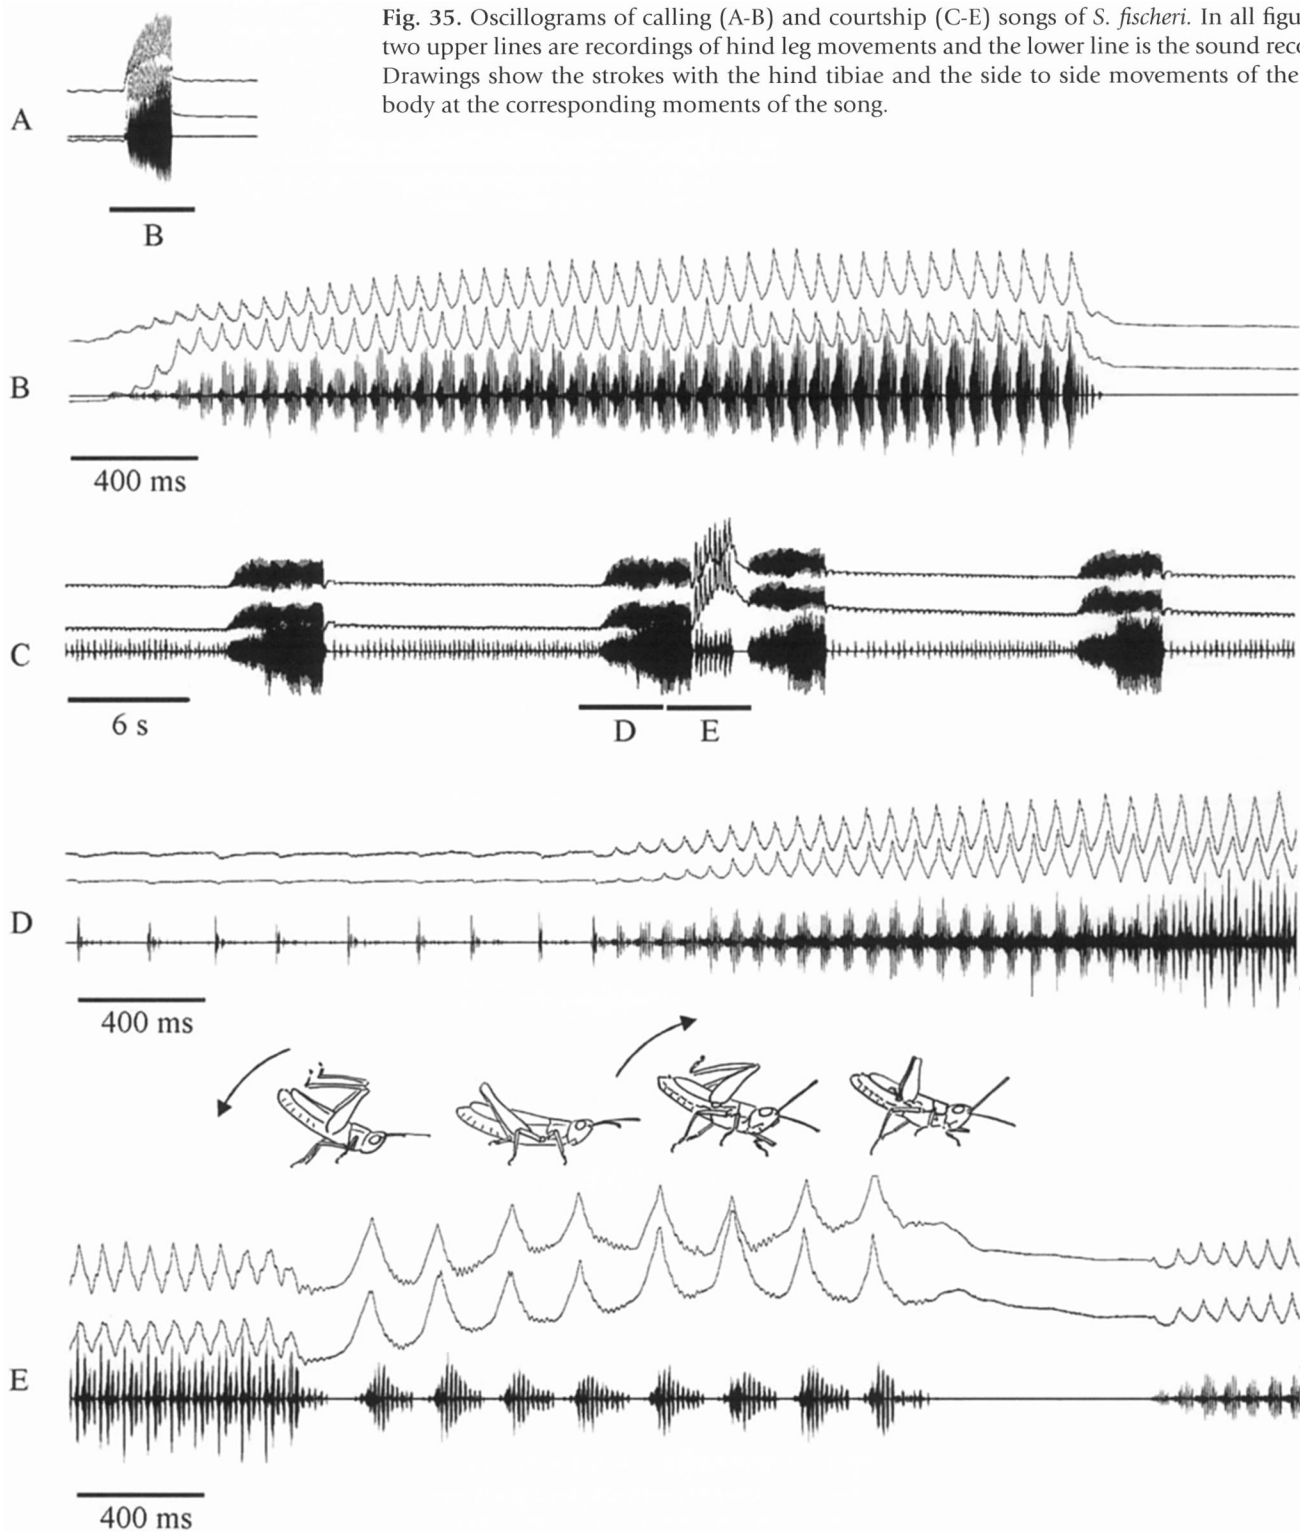 Fig. 35. Oscillograms of calling (A-B) and courtship (C-E) songs of S. fischeri. In all figu
two upper lines are recordings of hind leg movements and the lower line is the sound reco
Drawings show the strokes with the hind tibiae and the side to side movements of the
body at the corresponding moments of the song.
A
B
B
400 ms
C
6 s
D
E
D
400 ms
E
400 ms